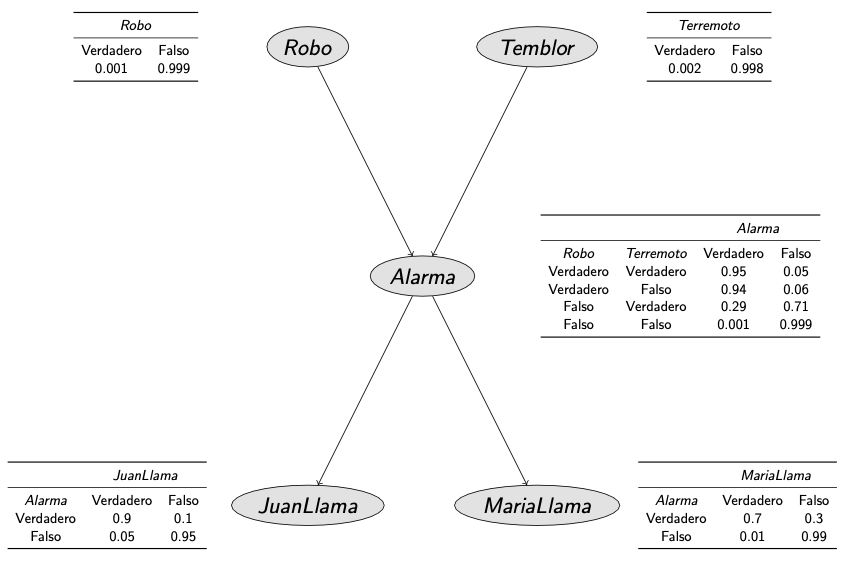 Robo
Verdadero Falso
0.001 0.999
Robo
Temblor
Terremoto
Verdadero Falso
0.002 0.998
Alarma
Alarma
Robo Terremoto Verdadero Falso
Verdadero Verdadero 0.95 0.05
Verdadero Falso 0.94 0.06
Falso Verdadero 0.29 0.71
Falso Falso 0.001 0.999
JuanLlama
Alarma Verdadero Falso
Verdadero 0.9 0.1
Falso 0.05 0.95
JuanLlama
MariaLlama
MariaLlama
Alarma Verdadero Falso
Verdadero 0.7 0.3
Falso 0.01 0.99